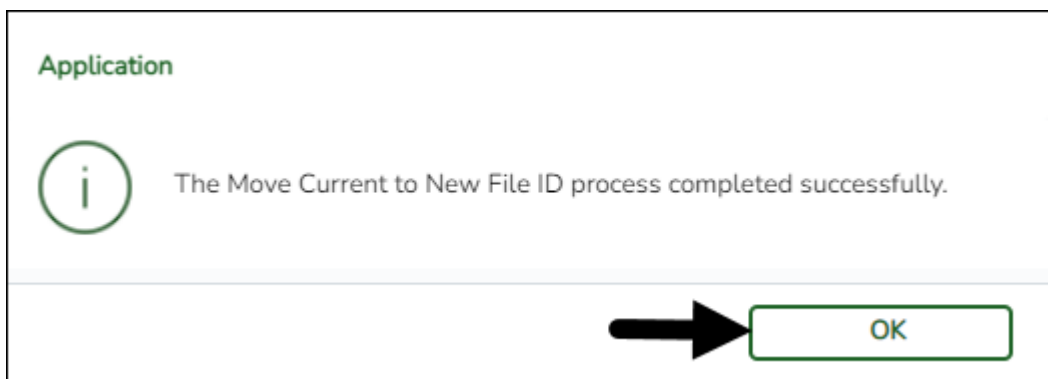 Application
The Move Current to New File ID process completed successfully.
OK